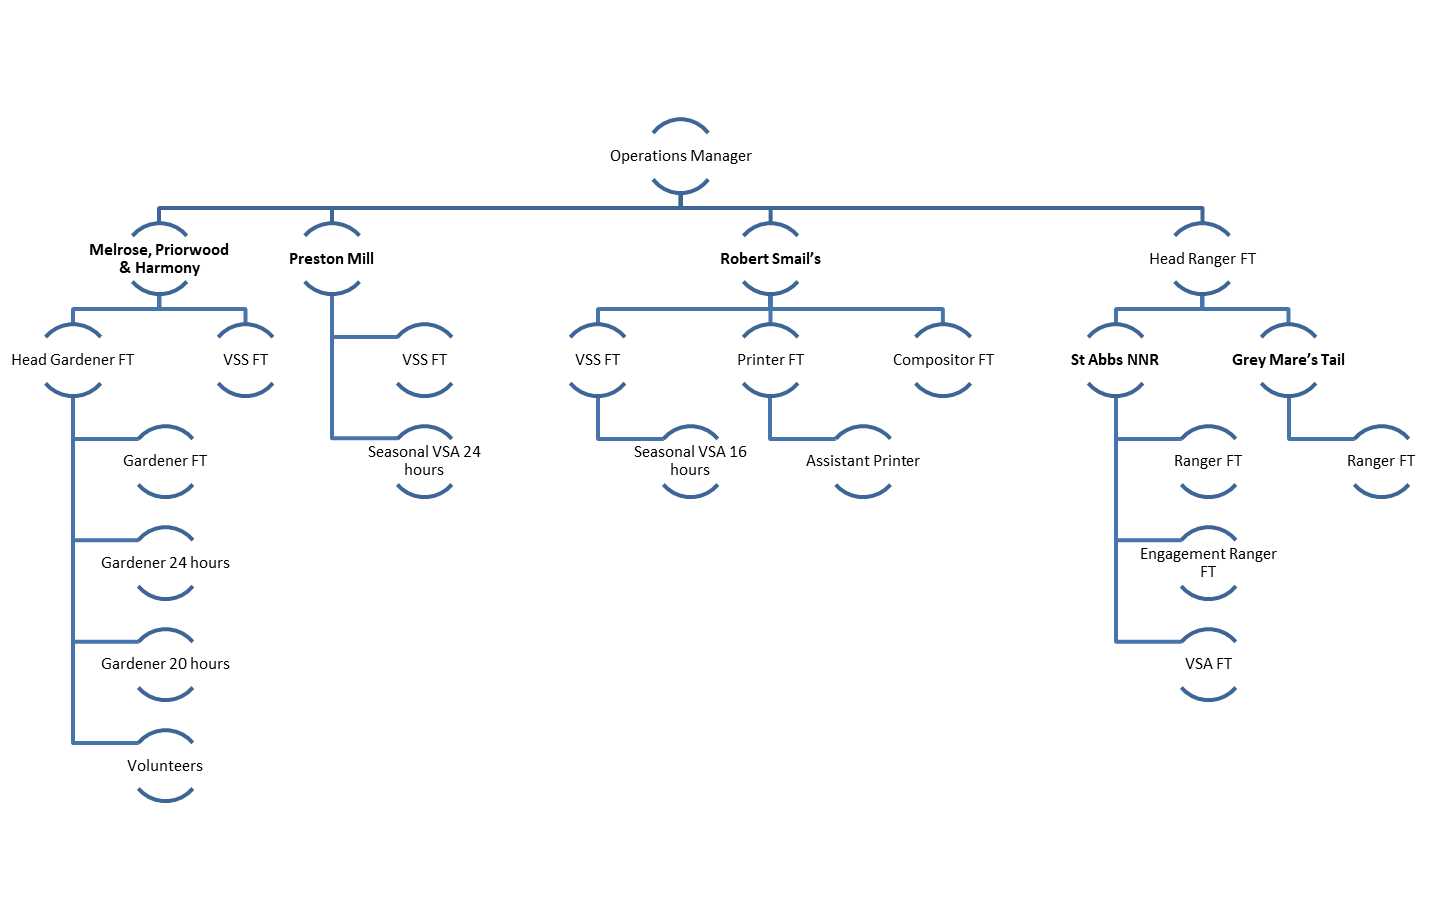 Operations Manager
Melrose, Priorwood
& Harmony
Preston Mill
Robert Smail’s
Head Ranger FT
Head Gardener FT
VSS FT
VSS FT
VSS FT
Printer FT
Compositor FT
St Abbs NNR
Grey Mare’s Tail
Gardener FT
Seasonal VSA 24
hours
Seasonal VSA 16
hours
Assistant Printer
Ranger FT
Ranger FT
Gardener 24 hours
Engagement Ranger
FT
Gardener 20 hours
VSA FT
Volunteers